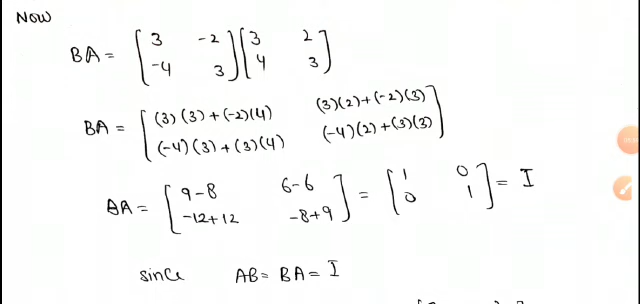 Now
BA = [3 -2; -4 3] [3 2; 4 3]
BA = [(3)(3)+(-2)(4) (3)(2)+(-2)(3); (-4)(3)+(3)(4) (-4)(2)+(3)(3)]
BA = [9-8 6-6; -12+12 -8+9] = [1 0; 0 1] = I
since AB = BA = I